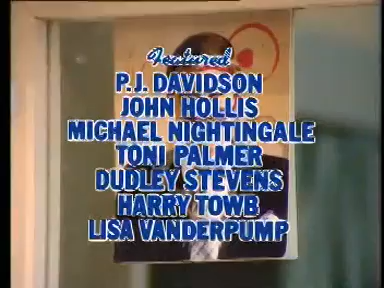 Featured
P.J. DAVIDSON
JOHN HOLLIS
MICHAEL NIGHTINGALE
TONI PALMER
DUDLEY STEVENS
HARRY TOWB
LISA VANDERPUMP